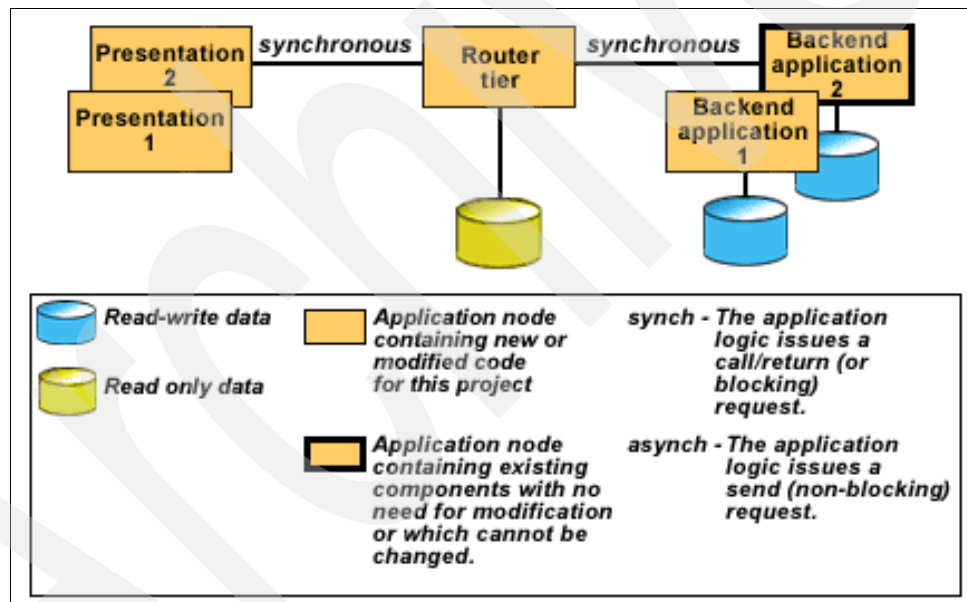 Presentation
2
synchronous
Router
tier
synchronous
Backend
application
2
Presentation
1
Backend
application
1
Read-write data
Read only data
Application node
containing new or
modified code
for this project
Application node
containing existing
components with no
need for modification
or which cannot be
changed.
synch - The application
logic issues a
call/return (or
blocking)
request.
asynch - The application
logic issues a
send (non-blocking)
request.